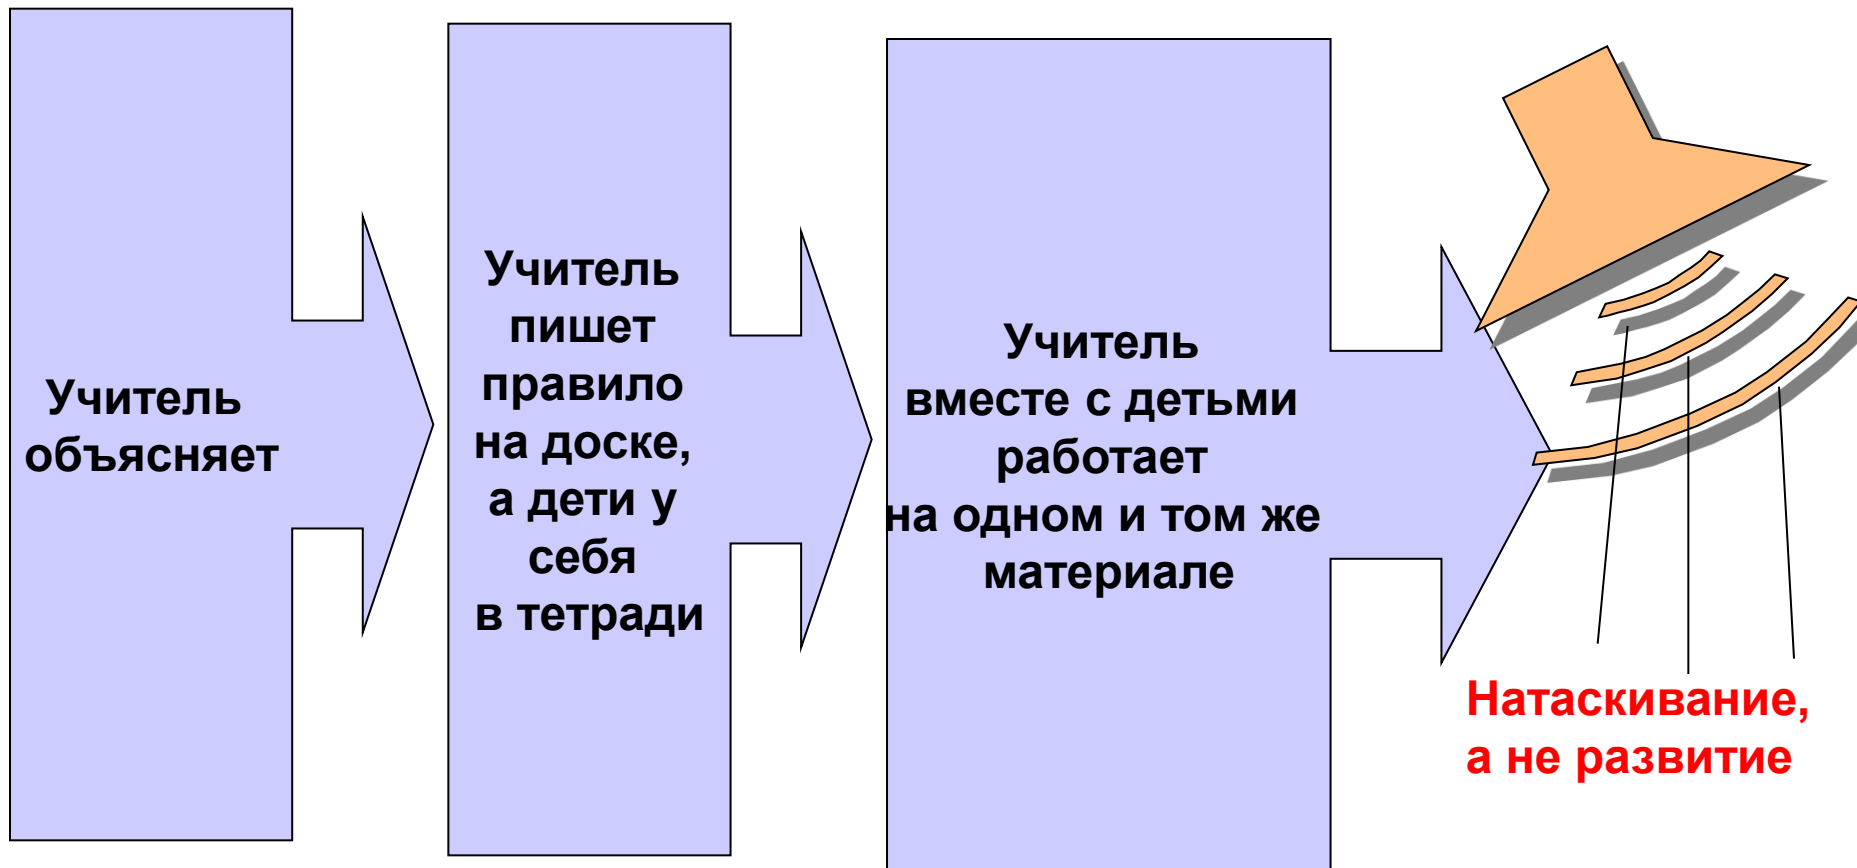 Учитель
объясняет
Учитель
пишет
правило
на доске,
а дети у
себя
в тетради
Учитель
вместе с детьми
работает
на одном и том же
материале
Натаскивание,
а не развитие